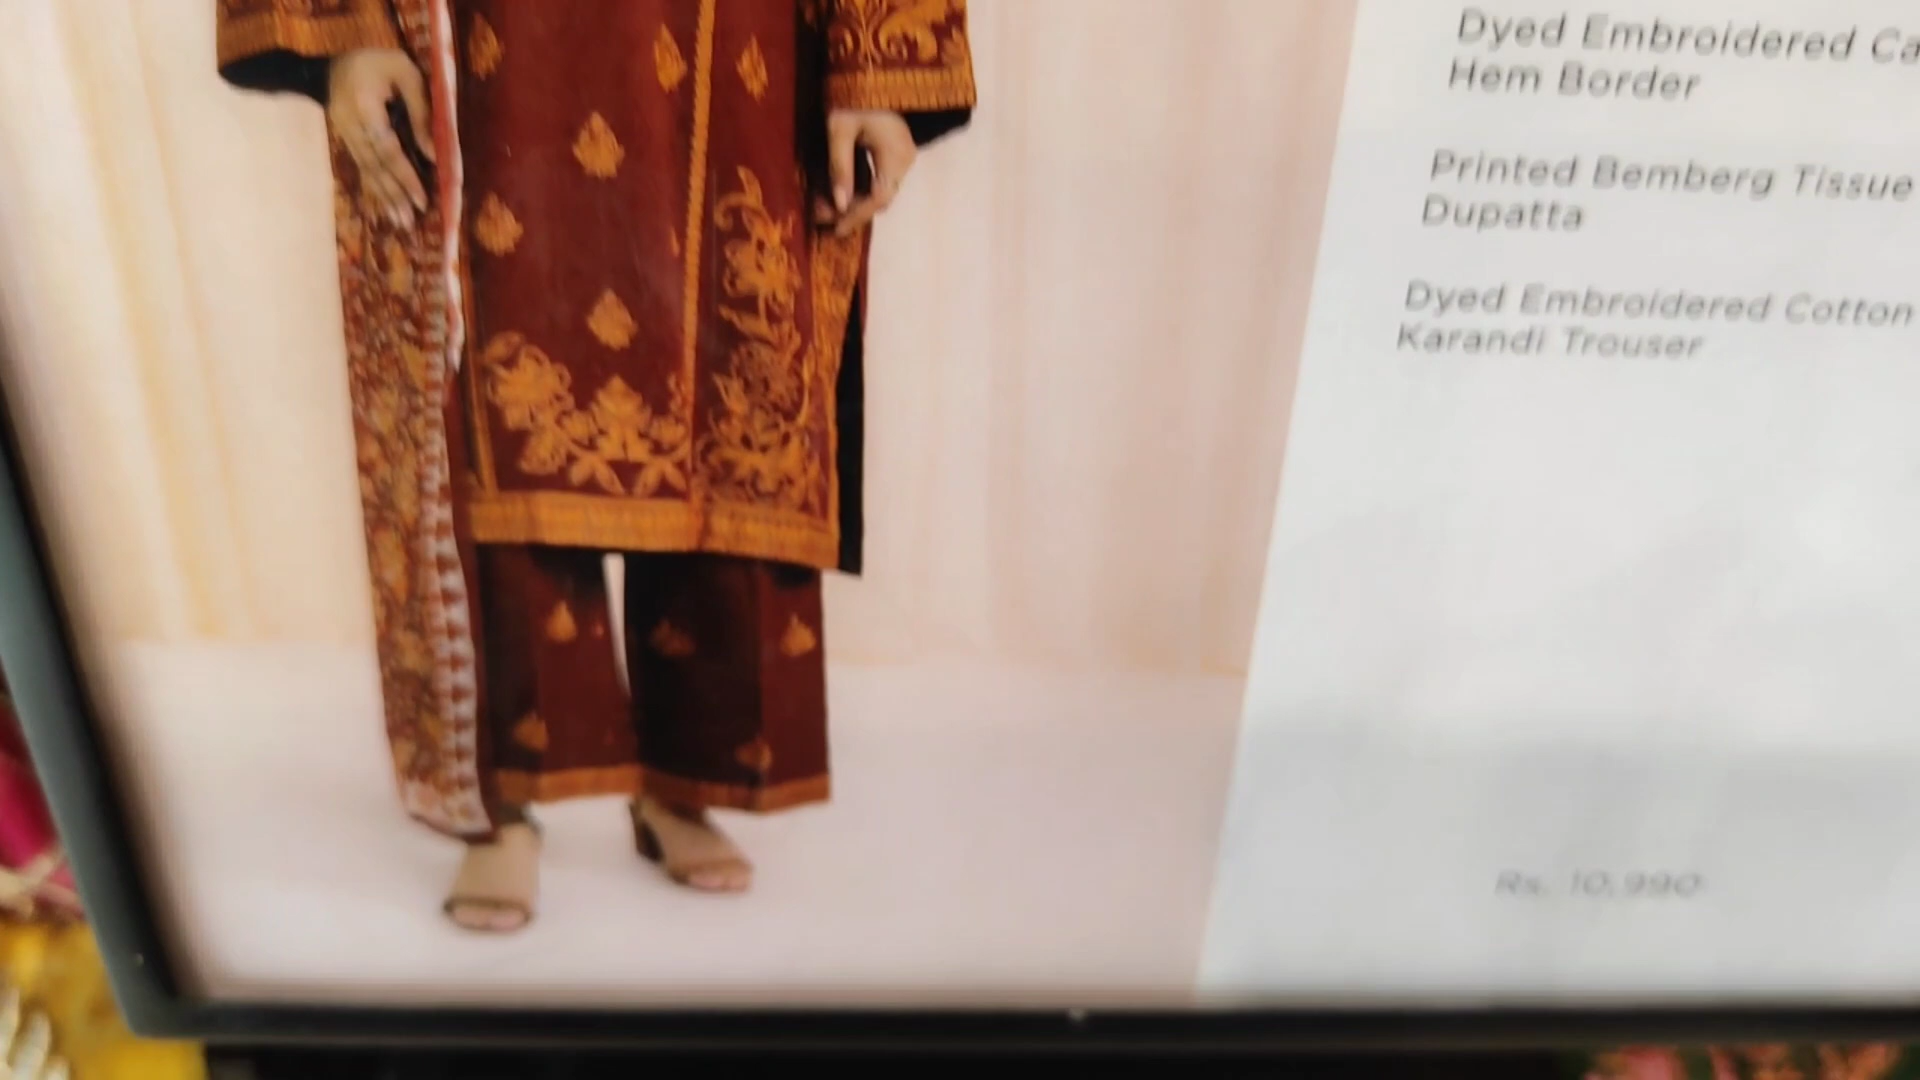 Dyed Embroidered
Hem Border
Printed Bemberg Tissue
Dupatta
Dyed Embroidered Cotton
Karandi Trouser
Rs. 10,990